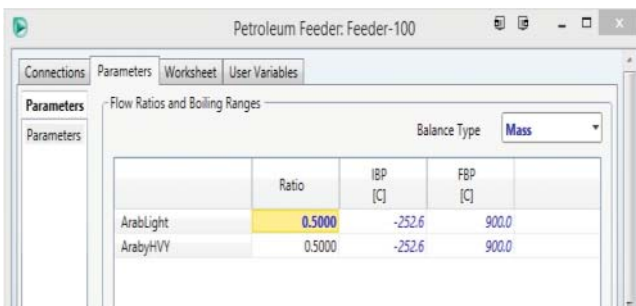 Petroleum Feeder: Feeder-100
Connections Parameters Worksheet User Variables
Parameters
Parameters
Flow Ratios and Boiling Ranges
Balance Type Mass
Ratio IBP [C] FBP [C]
ArabLight 0.5000 -252.6 900.0
ArabyHVY 0.5000 -252.6 900.0